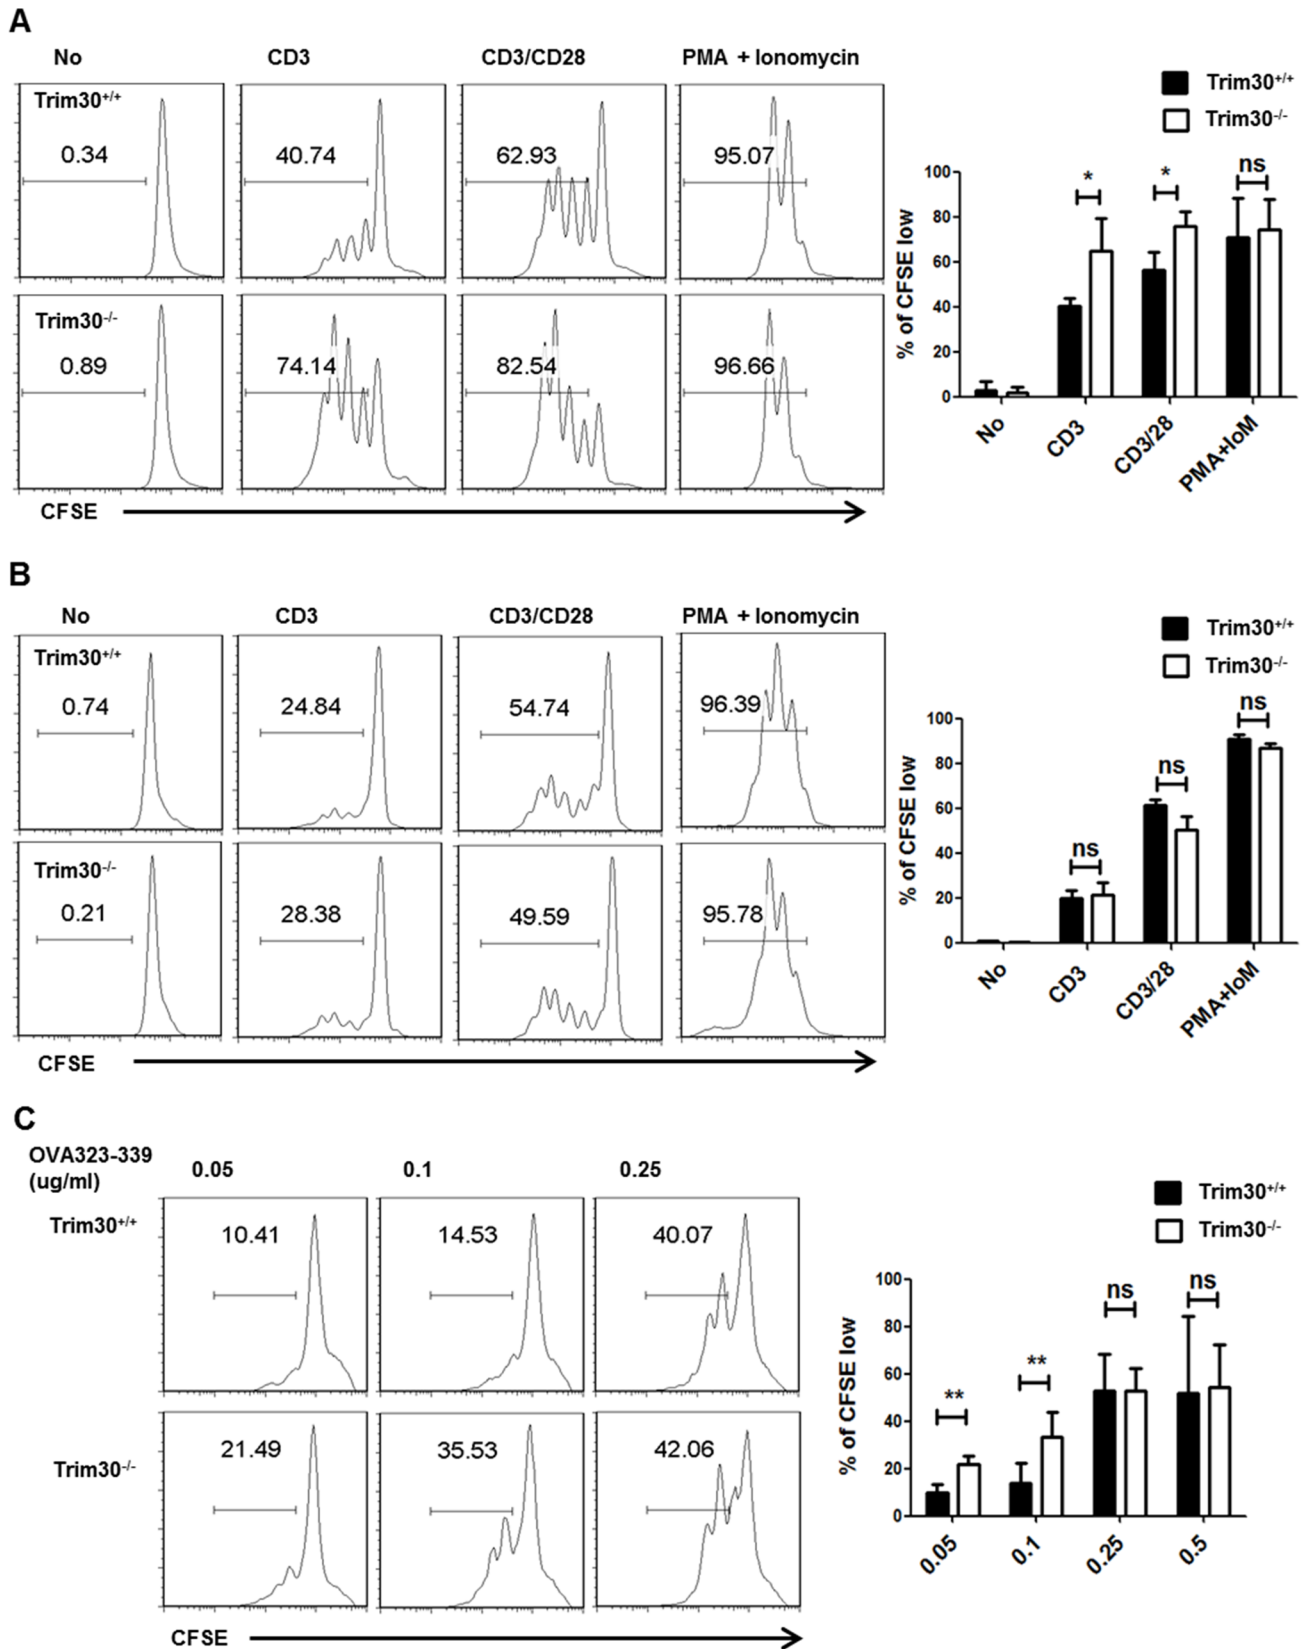 A
No CD3 CD3/CD28 PMA + Ionomycin
Trim30+/+
0.34 40.74 62.93 95.07
Trim30-/-
0.89 74.14 82.54 96.66
CFSE
Trim30+/+
Trim30-/-
% of CFSE low
100
80
60
40
20
0
* * ns
No CD3 CD3/28 PMA+IoM
B
No CD3 CD3/CD28 PMA + Ionomycin
Trim30+/+
0.74 24.84 54.74 96.39
Trim30-/-
0.21 28.38 49.59 95.78
CFSE
Trim30+/+
Trim30-/-
% of CFSE low
100
80
60
40
20
0
ns ns ns
No CD3 CD3/28 PMA+IoM
C
OVA323-339
(ug/ml)
0.05 0.1 0.25
Trim30+/+
10.41 14.53 40.07
Trim30-/-
21.49 35.53 42.06
CFSE
Trim30+/+
Trim30-/-
% of CFSE low
100
80
60
40
20
0
** ** ns ns
0.05 0.1 0.25 0.5